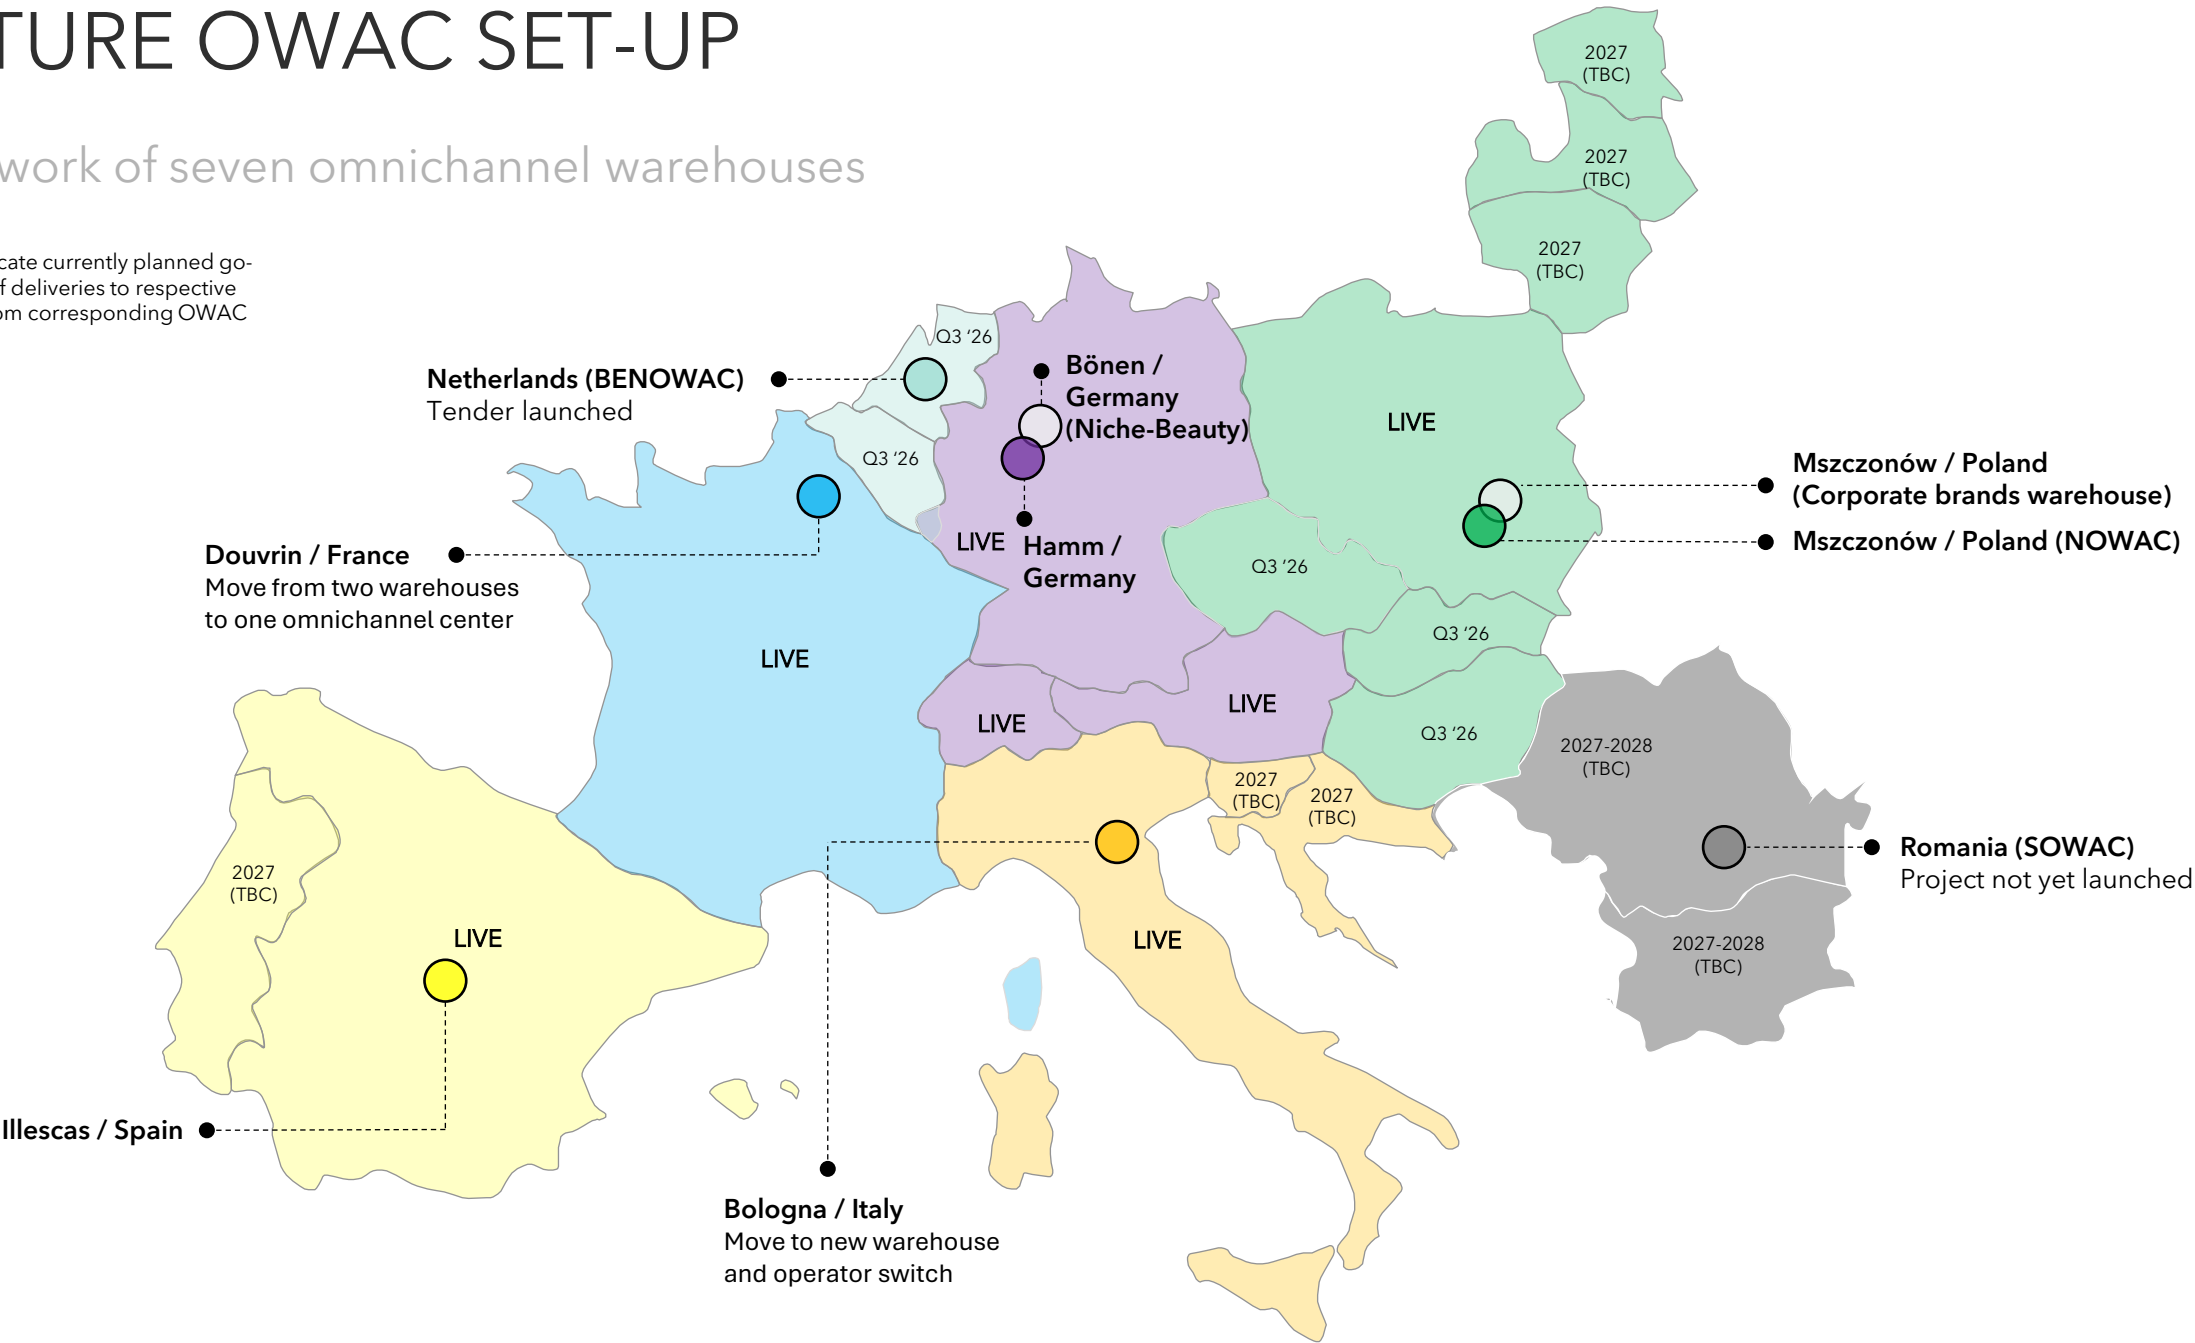 TURE OWAC SET-UP
work of seven omnichannel warehouses
cate currently planned go-
f deliveries to respective
om corresponding OWAC
2027
(TBC)
2027
(TBC)
2027
(TBC)
Q3 '26
Netherlands (BENOWAC)
Tender launched
Bönen /
Germany
(Niche-Beauty)
LIVE
Q3 '26
Mszczonów / Poland
(Corporate brands warehouse)
Mszczonów / Poland (NOWAC)
Douvrin / France
Move from two warehouses
to one omnichannel center
LIVE
Hamm /
Germany
Q3 '26
Q3 '26
LIVE
LIVE
LIVE
Q3 '26
2027-2028
(TBC)
2027
(TBC)
2027
(TBC)
Romania (SOWAC)
Project not yet launched
2027
(TBC)
LIVE
LIVE
2027-2028
(TBC)
Illescas / Spain
Bologna / Italy
Move to new warehouse
and operator switch